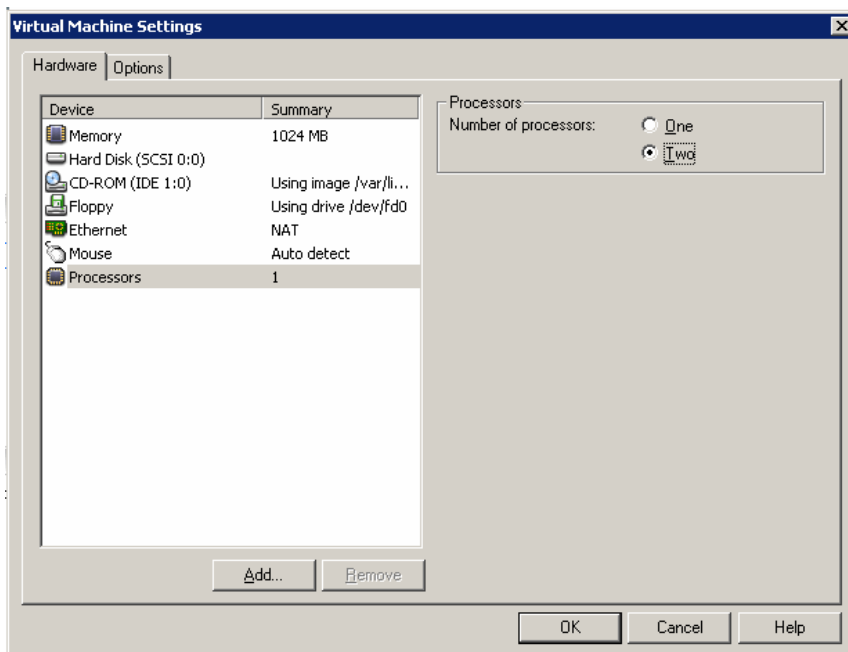 Virtual Machine Settings
Hardware
Options
Device Summary
Memory 1024 MB
Hard Disk (SCSI 0:0)
CD-ROM (IDE 1:0) Using image /var/li...
Floppy Using drive /dev/fd0
Ethernet NAT
Mouse Auto detect
Processors 1
Processors
Number of processors: One
Two
Add... Remove
OK Cancel Help